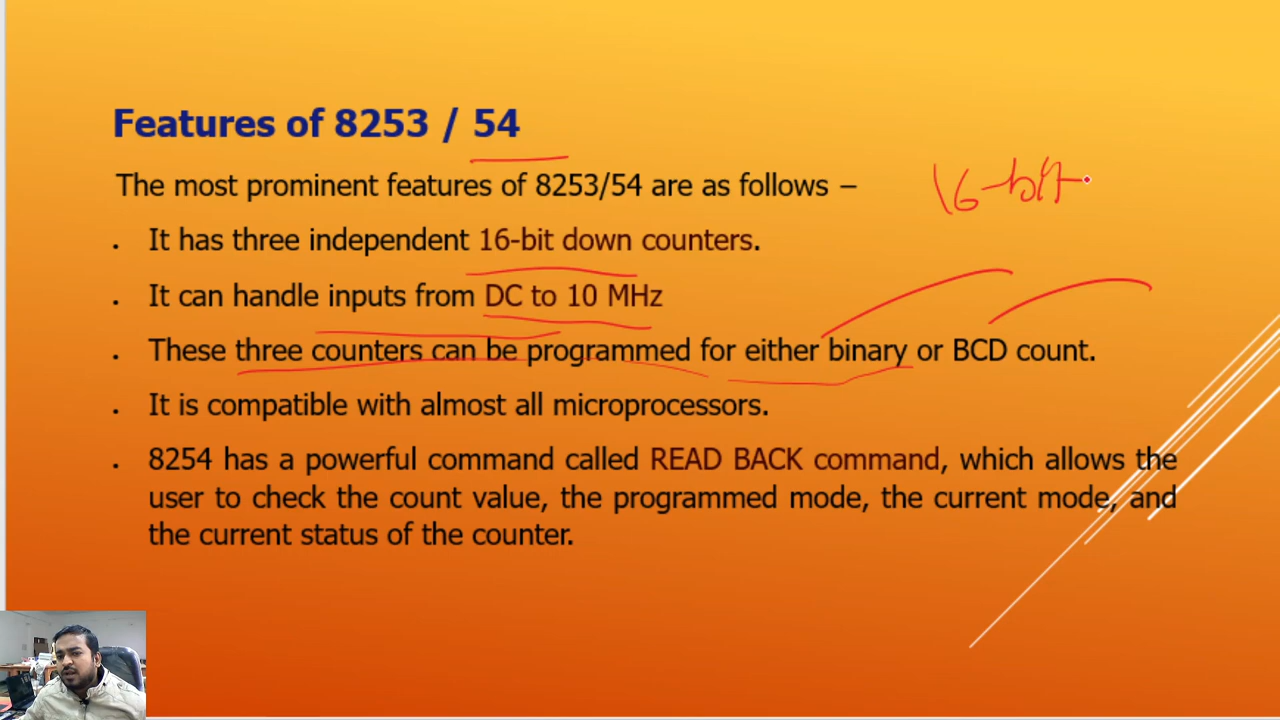 Features of 8253 / 54
The most prominent features of 8253/54 are as follows –
16-bit
. It has three independent 16-bit down counters.
. It can handle inputs from DC to 10 MHz
. These three counters can be programmed for either binary or BCD count.
. It is compatible with almost all microprocessors.
. 8254 has a powerful command called READ BACK command, which allows the
user to check the count value, the programmed mode, the current mode, and
the current status of the counter.